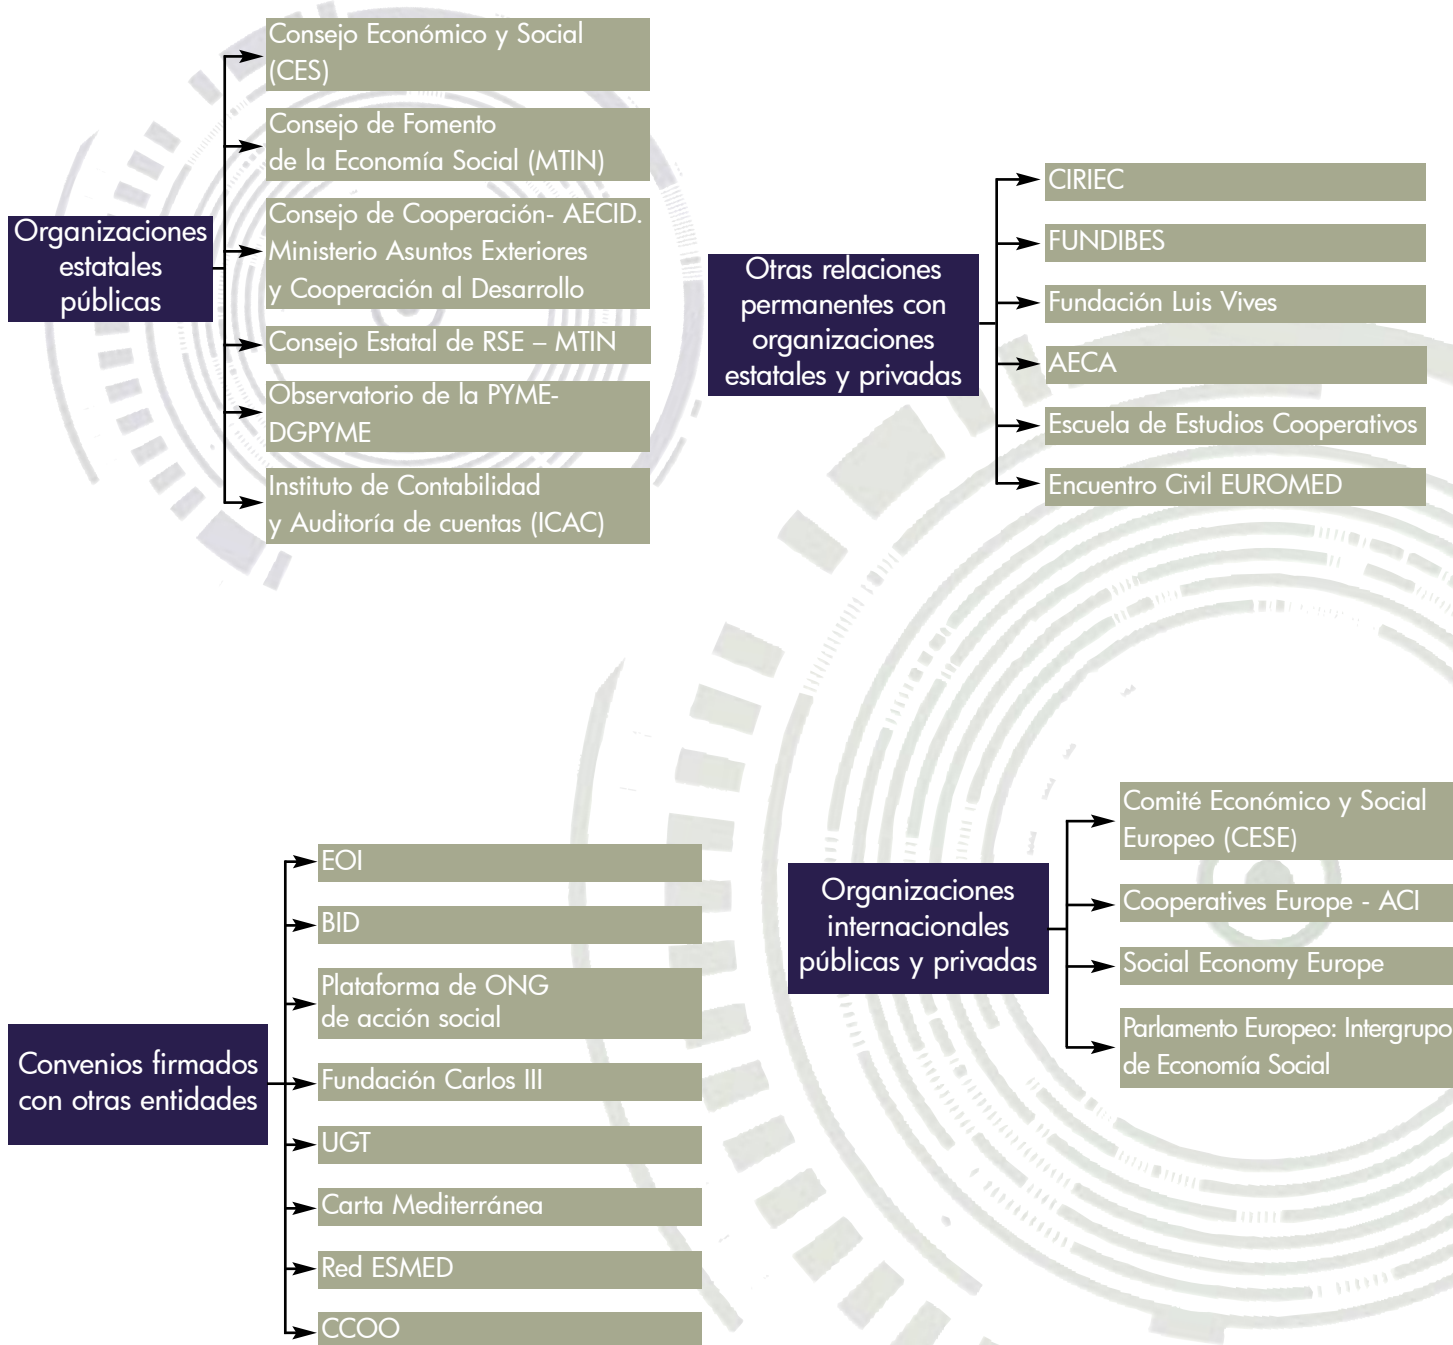 Organizaciones
estatales
públicas
Consejo Económico y Social
(CES)
Consejo de Fomento
de la Economía Social (MTIN)
Consejo de Cooperación- AECID.
Ministerio Asuntos Exteriores
y Cooperación al Desarrollo
Consejo Estatal de RSE – MTIN
Observatorio de la PYME-
DGPYME
Instituto de Contabilidad
y Auditoría de cuentas (ICAC)
Otras relaciones
permanentes con
organizaciones
estatales y privadas
CIRIEC
FUNDIBES
Fundación Luis Vives
AECA
Escuela de Estudios Cooperativos
Encuentro Civil EUROMED
Convenios firmados
con otras entidades
EOI
BID
Plataforma de ONG
de acción social
Fundación Carlos III
UGT
Carta Mediterránea
Red ESMED
CCOO
Organizaciones
internacionales
públicas y privadas
Comité Económico y Social
Europeo (CESE)
Cooperatives Europe - ACI
Social Economy Europe
Parlamento Europeo: Intergrupo
de Economía Social